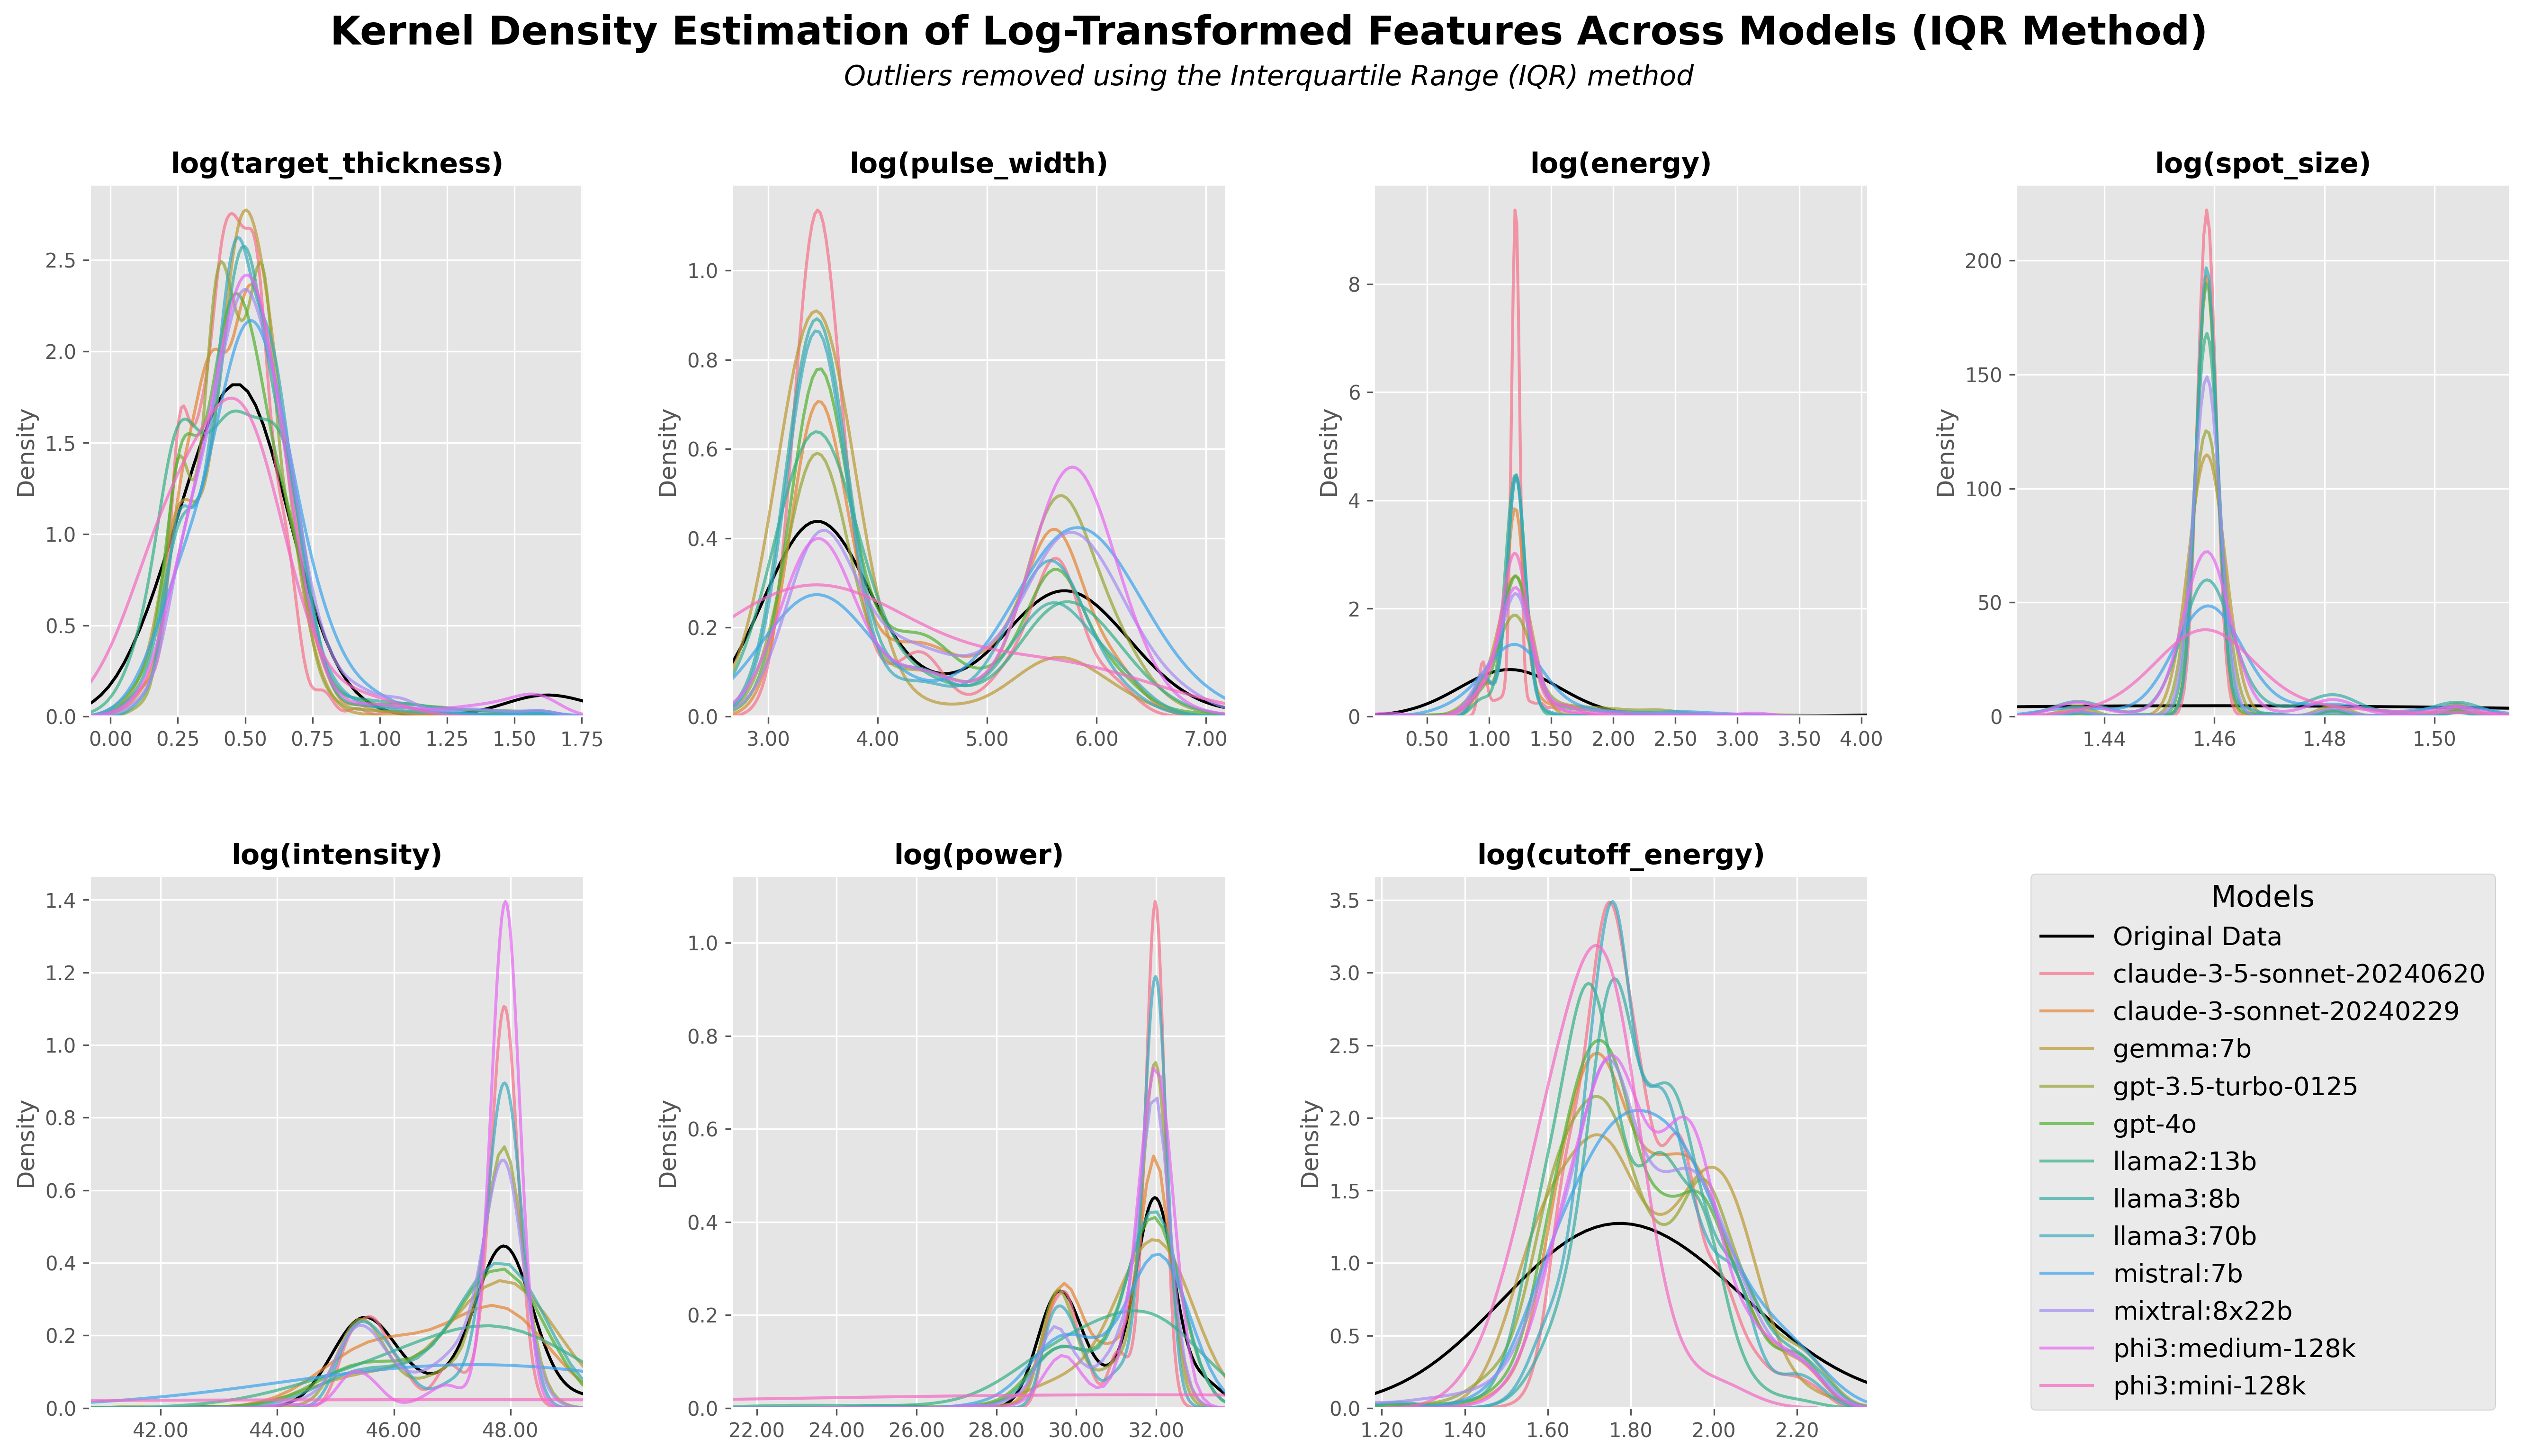 Kernel Density Estimation of Log-Transformed Features Across Models (IQR Method)
Outliers removed using the Interquartile Range (IQR) method
log(target_thickness)
Density
2.5
2.0
1.5
1.0
0.5
0.0
0.00 0.25 0.50 0.75 1.00 1.25 1.50 1.75
log(pulse_width)
Density
1.0
0.8
0.6
0.4
0.2
0.0
3.00 4.00 5.00 6.00 7.00
log(energy)
Density
8
6
4
2
0
0.50 1.00 1.50 2.00 2.50 3.00 3.50 4.00
log(spot_size)
Density
200
150
100
50
0
1.44 1.46 1.48 1.50
log(intensity)
Density
1.4
1.2
1.0
0.8
0.6
0.4
0.2
0.0
42.00 44.00 46.00 48.00
log(power)
Density
1.0
0.8
0.6
0.4
0.2
0.0
22.00 24.00 26.00 28.00 30.00 32.00
log(cutoff_energy)
Density
3.5
3.0
2.5
2.0
1.5
1.0
0.5
0.0
1.20 1.40 1.60 1.80 2.00 2.20
Models
Original Data
claude-3-5-sonnet-20240620
claude-3-sonnet-20240229
gemma:7b
gpt-3.5-turbo-0125
gpt-4o
llama2:13b
llama3:8b
llama3:70b
mistral:7b
mixtral:8x22b
phi3:medium-128k
phi3:mini-128k